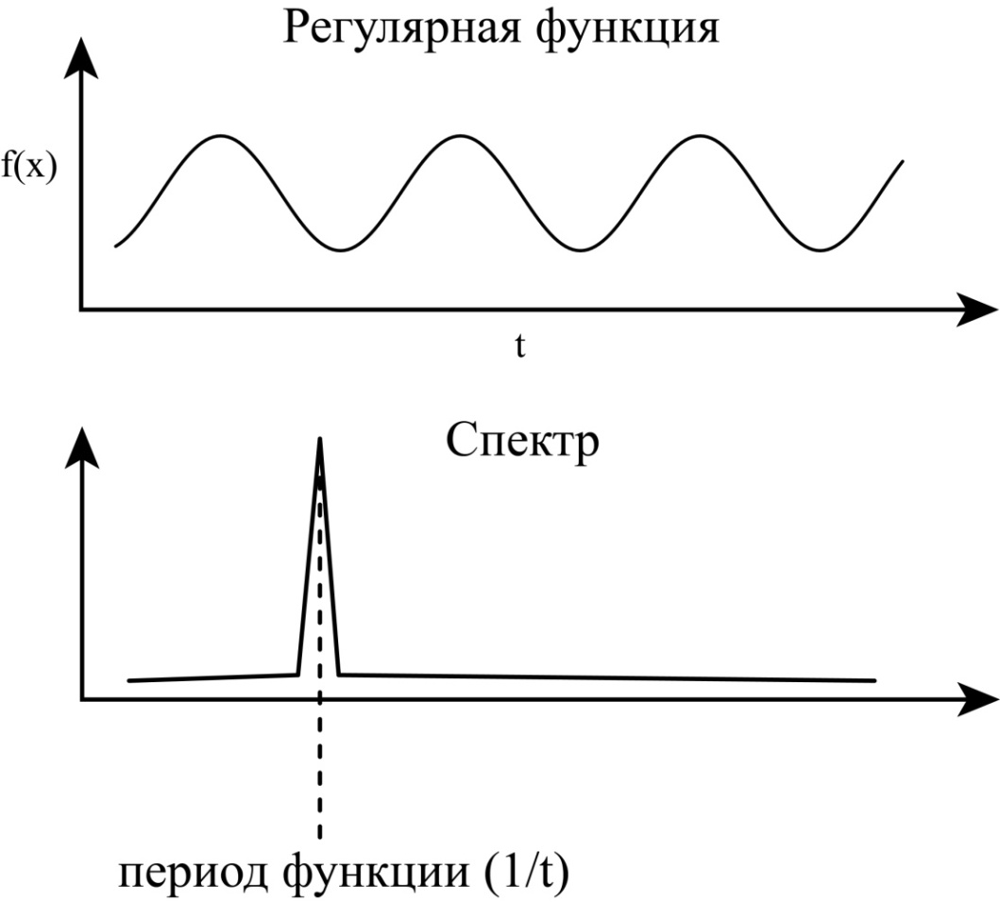 Регулярная функция
f(x)
t
Спектр
период функции (1/t)